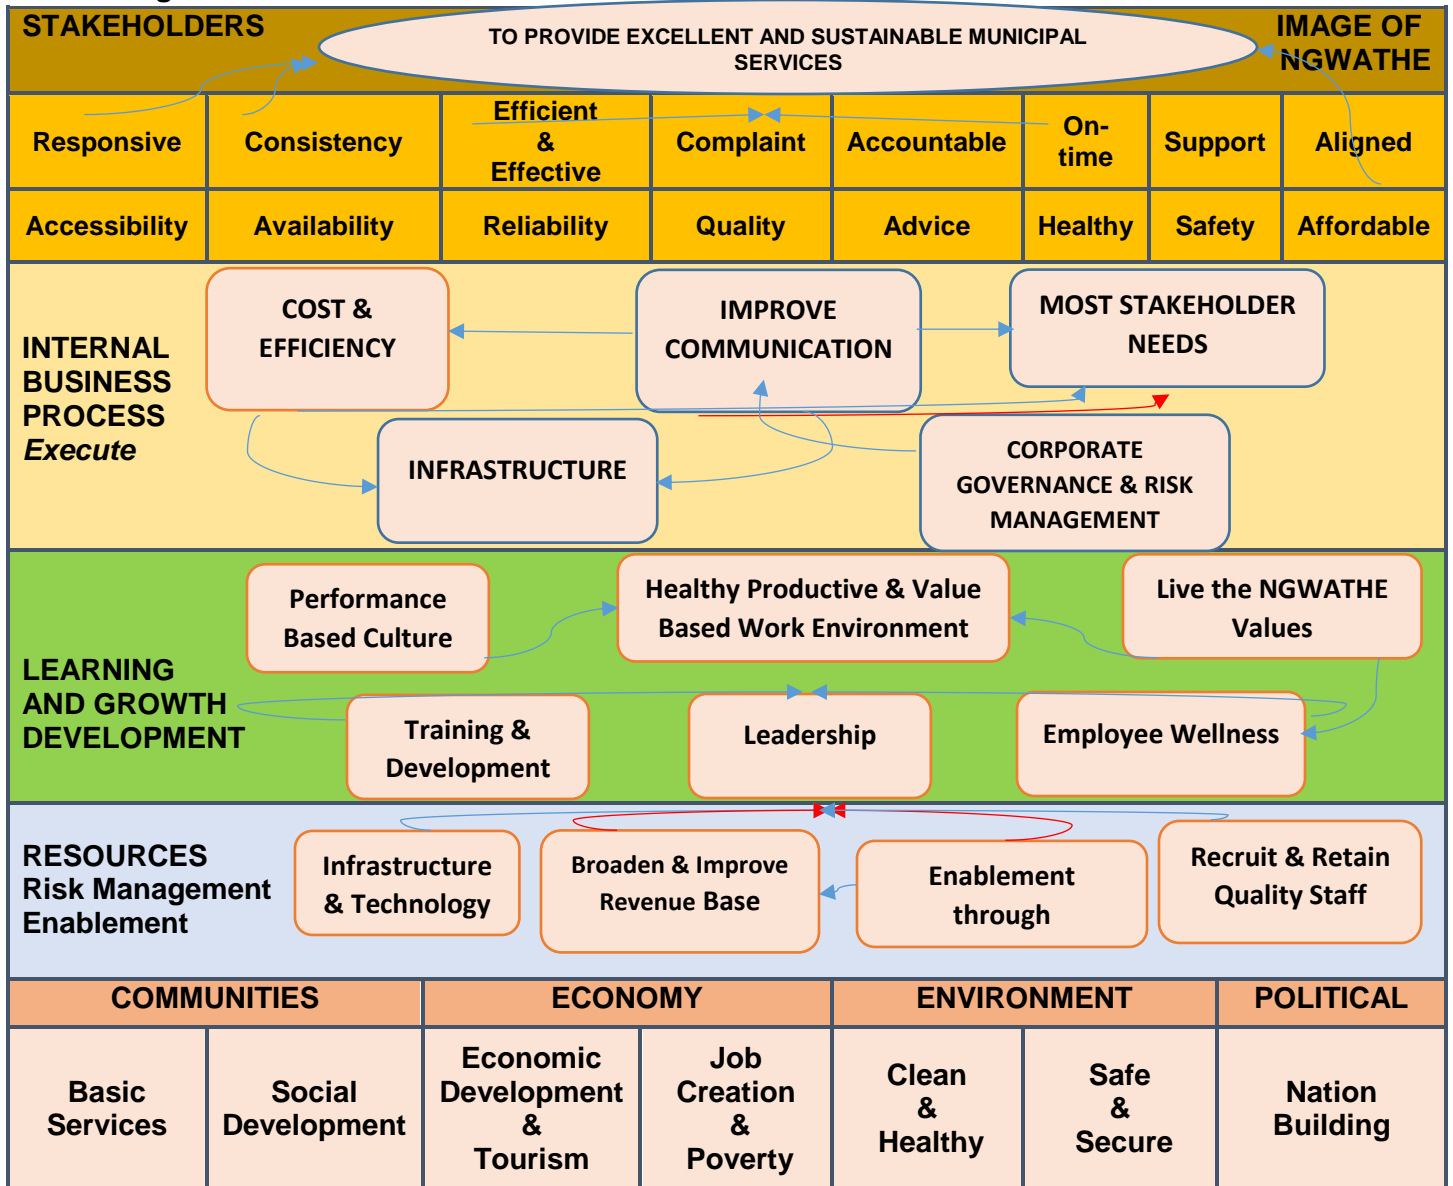 STAKEHOLDERS
TO PROVIDE EXCELLENT AND SUSTAINABLE MUNICIPAL
SERVICES
IMAGE OF
NGWATHE
Responsive
Consistency
Efficient
&
Effective
Complaint
Accountable
On-
time
Support
Aligned
Accessibility
Availability
Reliability
Quality
Advice
Healthy
Safety
Affordable
INTERNAL
BUSINESS
PROCESS
Execute
COST &
EFFICIENCY
IMPROVE
COMMUNICATION
MOST STAKEHOLDER
NEEDS
INFRASTRUCTURE
CORPORATE
GOVERNANCE & RISK
MANAGEMENT
LEARNING
AND GROWTH
DEVELOPMENT
Performance
Based Culture
Healthy Productive & Value
Based Work Environment
Live the NGWATHE
Values
Training &
Development
Leadership
Employee Wellness
RESOURCES
Risk Management
Enablement
Infrastructure
& Technology
Broaden & Improve
Revenue Base
Enablement
through
Recruit & Retain
Quality Staff
COMMUNITIES
ECONOMY
ENVIRONMENT
POLITICAL
Basic
Services
Social
Development
Economic
Development
&
Tourism
Job
Creation
&
Poverty
Clean
&
Healthy
Safe
&
Secure
Nation
Building